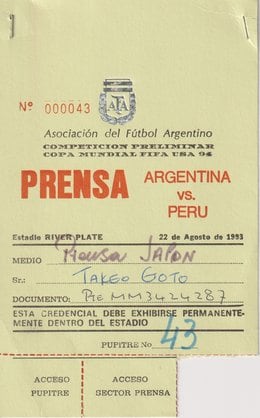 Nº 000043
AFA
Asociación del Fútbol Argentino
COMPETICION PRELIMINAR
COPA MUNDIAL FIFA USA 94
PRENSA ARGENTINA
vs.
PERU
Estadio RIVER PLATE 22 de Agosto de 1993
MEDIO Prensa JAPON
Sr.: TAKEO GOTO
DOCUMENTO: Pte MM3424287
ESTA CREDENCIAL DEBE EXHIBIRSE PERMANENTE-
MENTE DENTRO DEL ESTADIO
PUPITRE No 43
ACCESO ACCESO
PUPITRE SECTOR PRENSA